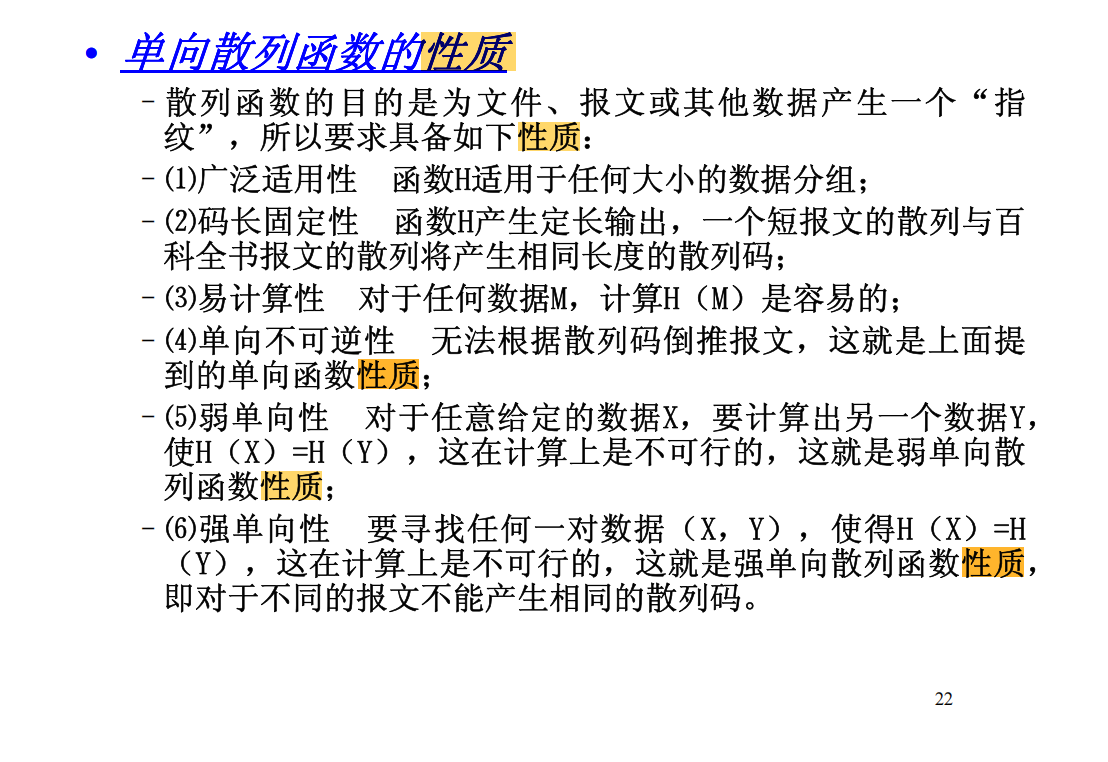 • 单向散列函数的性质
– 散列函数的目的是为文件、报文或其他数据产生一个“指
纹”，所以要求具备如下性质：
– ⑴广泛适用性　函数H适用于任何大小的数据分组；
– ⑵码长固定性　函数H产生定长输出，一个短报文的散列与百
科全书报文的散列将产生相同长度的散列码；
– ⑶易计算性　对于任何数据M，计算H（M）是容易的；
– ⑷单向不可逆性　无法根据散列码倒推报文，这就是上面提
到的单向函数性质；
– ⑸弱单向性　对于任意给定的数据X，要计算出另一个数据Y，
使H（X）=H（Y），这在计算上是不可行的，这就是弱单向散
列函数性质；
– ⑹强单向性　要寻找任何一对数据（X，Y），使得H（X）=H
（Y），这在计算上是不可行的，这就是强单向散列函数性质，
即对于不同的报文不能产生相同的散列码。
22